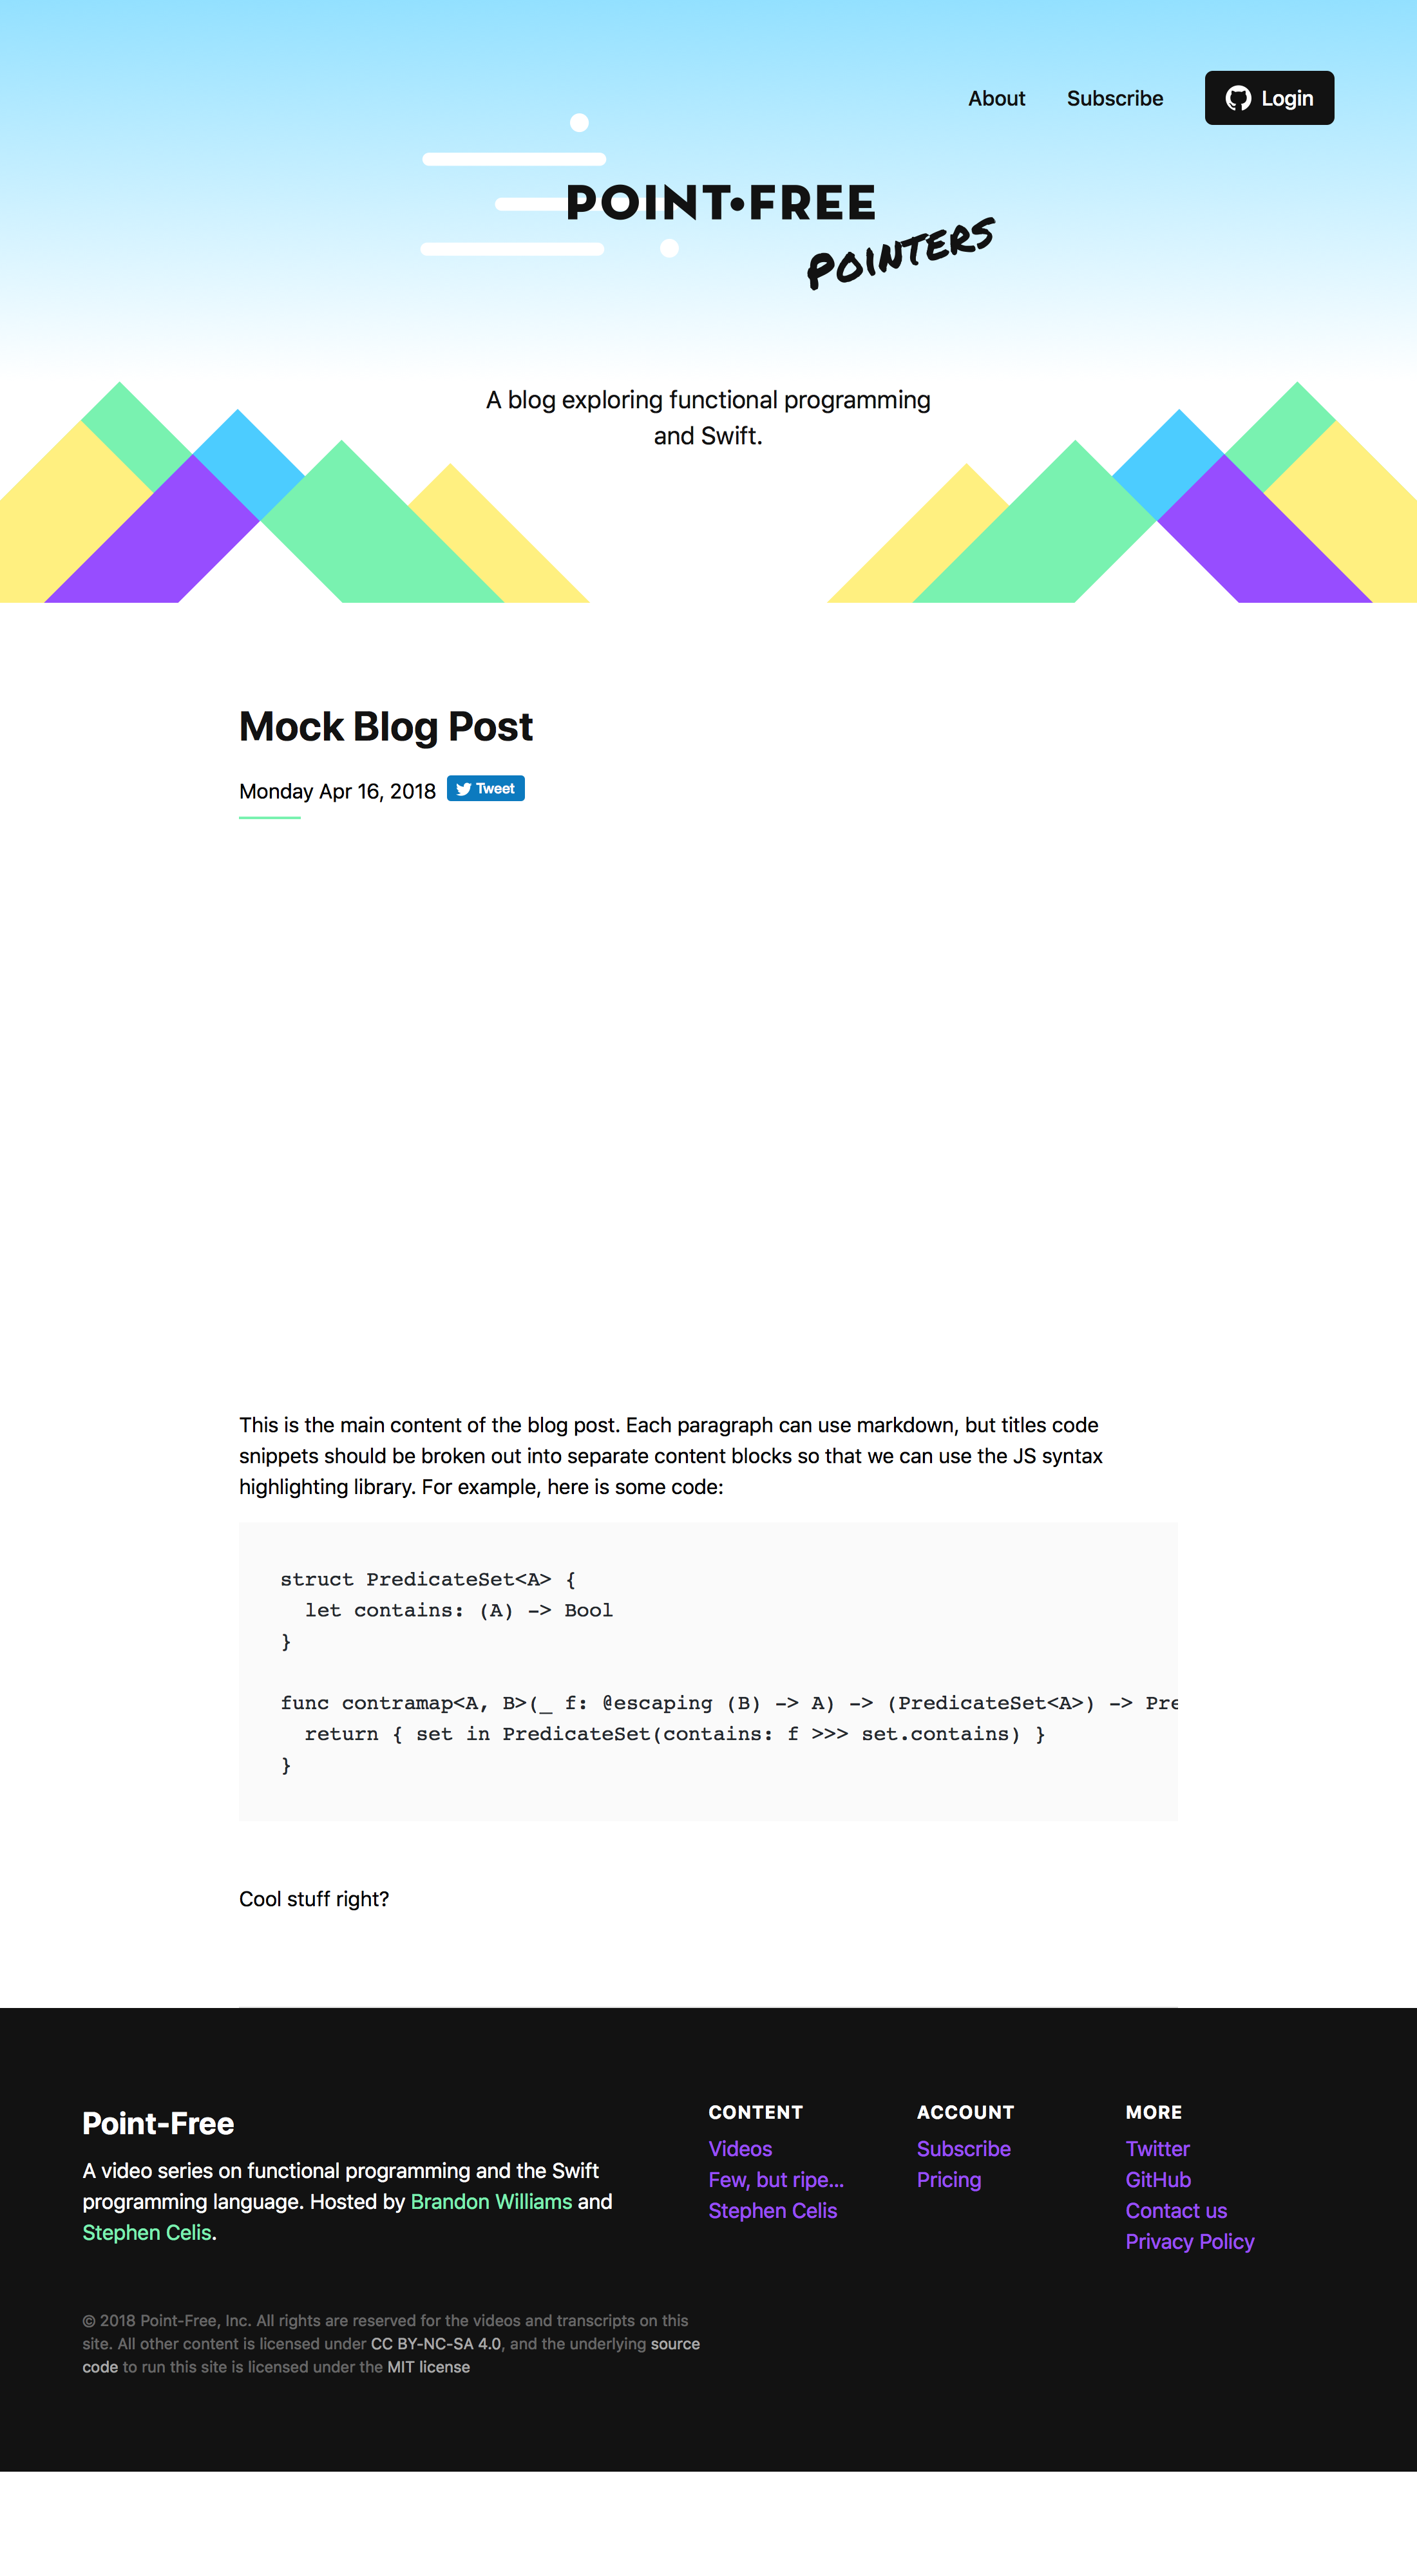 About Subscribe Login
POINT•FREE
POINTERS
A blog exploring functional programming
and Swift.
Mock Blog Post
Monday Apr 16, 2018 Tweet
This is the main content of the blog post. Each paragraph can use markdown, but titles code
snippets should be broken out into separate content blocks so that we can use the JS syntax
highlighting library. For example, here is some code:
struct PredicateSet<A> {
  let contains: (A) -> Bool
}
func contramap<A, B>(_ f: @escaping (B) -> A) -> (PredicateSet<A>) -> Pre
  return { set in PredicateSet(contains: f >>> set.contains) }
}
Cool stuff right?
Point-Free
A video series on functional programming and the Swift
programming language. Hosted by Brandon Williams and
Stephen Celis.
CONTENT
Videos
Few, but ripe...
Stephen Celis
ACCOUNT
Subscribe
Pricing
MORE
Twitter
GitHub
Contact us
Privacy Policy
© 2018 Point-Free, Inc. All rights are reserved for the videos and transcripts on this
site. All other content is licensed under CC BY-NC-SA 4.0, and the underlying source
code to run this site is licensed under the MIT license